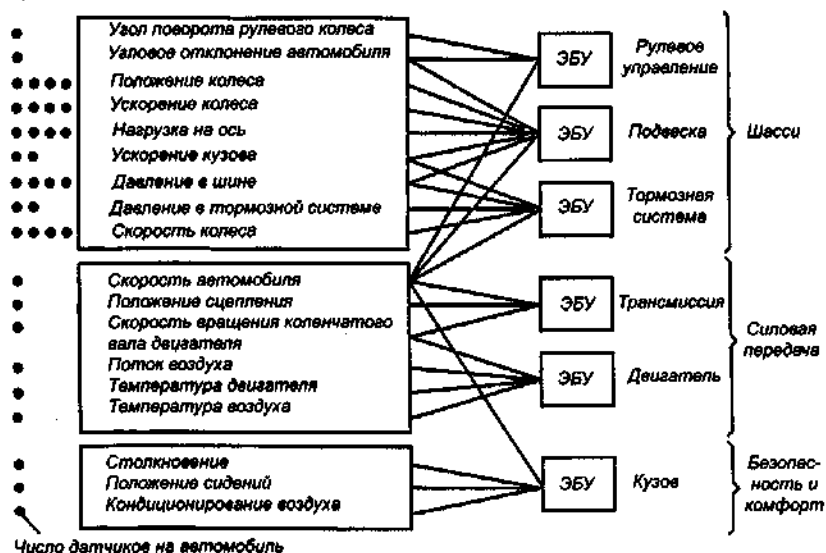 Угол поворота рулевого колеса
Угловое отклонение автомобиля
Положение колеса
Ускорение колеса
Нагрузка на ось
Ускорение кузова
Давление в шине
Давление в тормозной системе
Скорость колеса
ЭБУ
Рулевое
управление
ЭБУ
Подвеска
ЭБУ
Тормозная
система
Шасси
Скорость автомобиля
Положение сцепления
Скорость вращения коленчатого
вала двигателя
Поток воздуха
Температура двигателя
Температура воздуха
ЭБУ
Трансмиссия
ЭБУ
Двигатель
Силовая
передача
Столкновение
Положение сидений
Кондиционирование воздуха
ЭБУ
Кузов
Безопас-
ность и
комфорт
Число датчиков на автомобиль